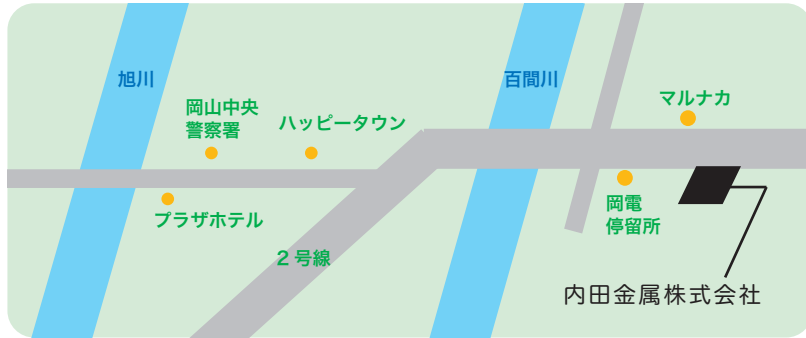 旭川
岡山中央
警察署
ハッピータウン
プラザホテル
2号線
百間川
マルナカ
岡電
停留所
内田金属株式会社